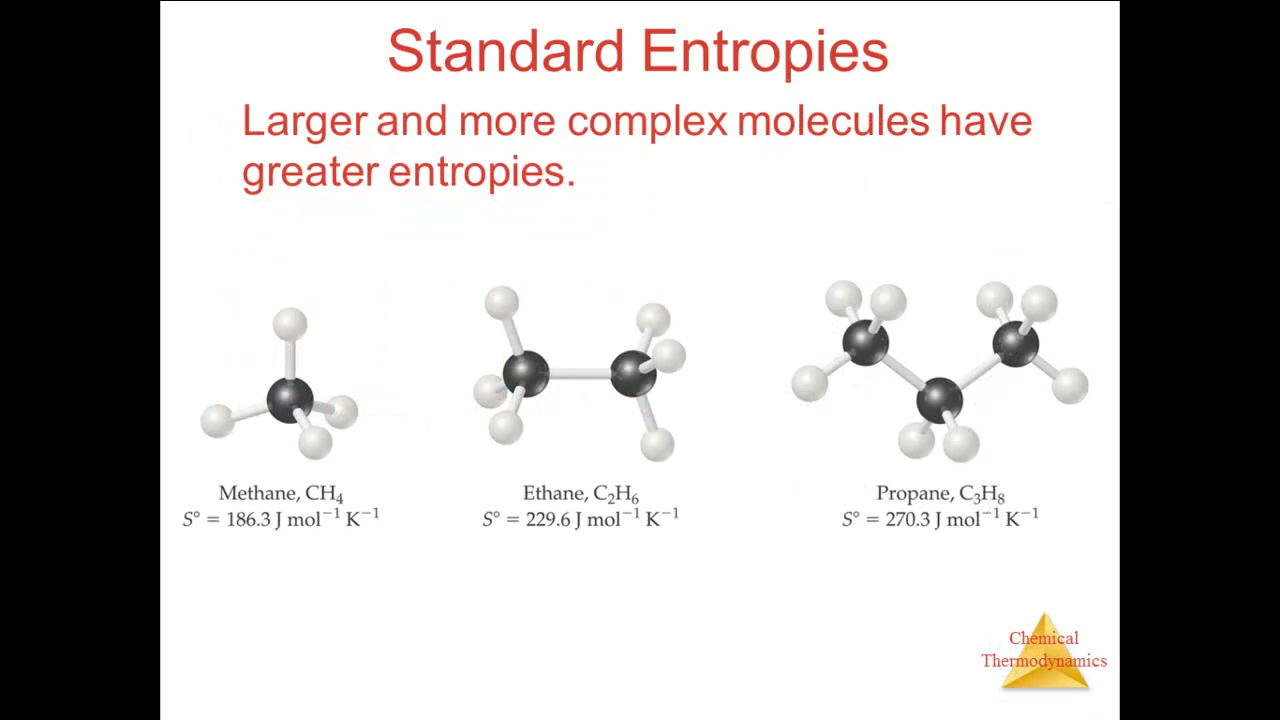 Standard Entropies
Larger and more complex molecules have
greater entropies.
Methane, CH₄
S° = 186.3 J mol⁻¹ K⁻¹
Ethane, C₂H₆
S° = 229.6 J mol⁻¹ K⁻¹
Propane, C₃H₈
S° = 270.3 J mol⁻¹ K⁻¹
Chemical
Thermodynamics